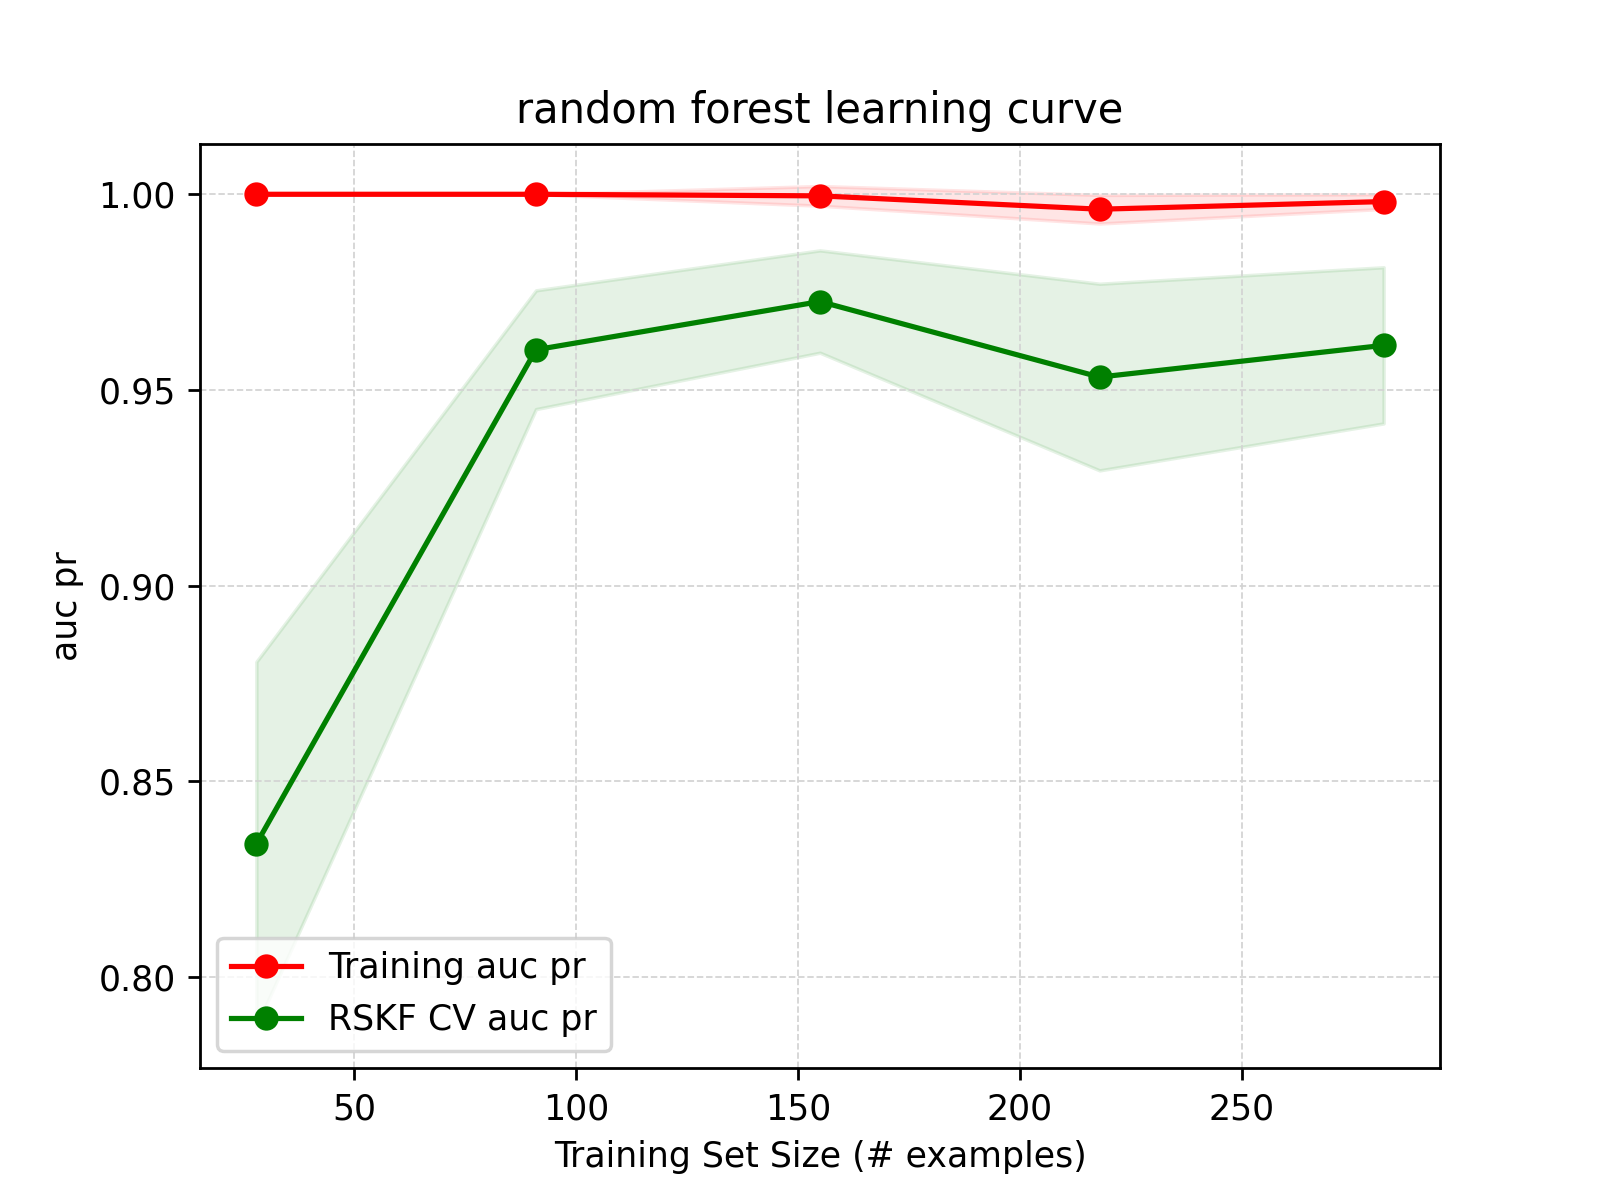 random forest learning curve
1.00
0.95
0.90
0.85
0.80
auc pr
Training auc pr
RSKF CV auc pr
50 100 150 200 250
Training Set Size (# examples)